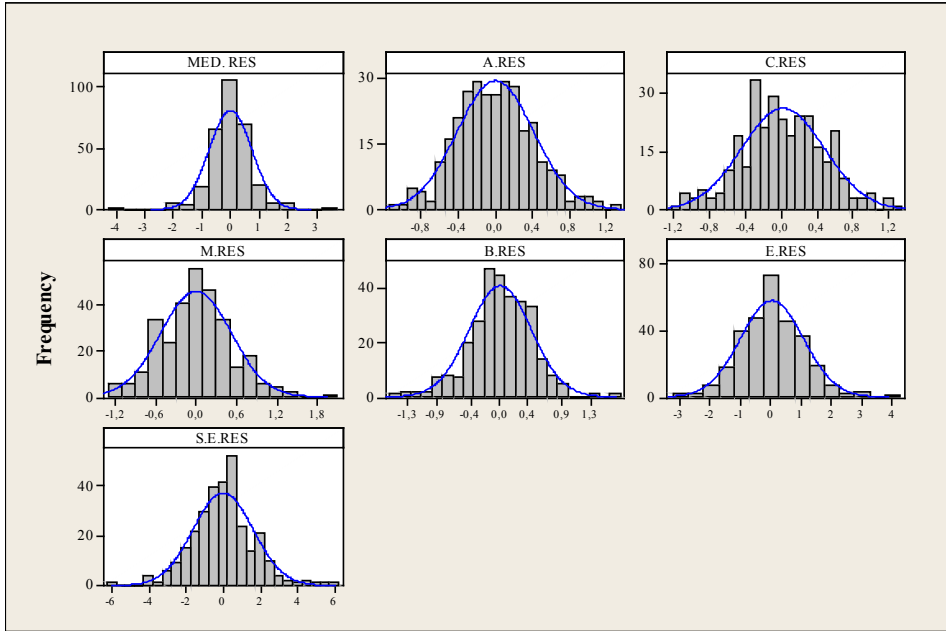 MED. RES
A.RES
C.RES
100
50
0
-4 -3 -2 -1 0 1 2 3
30
15
0
-0,8 -0,4 0,0 0,4 0,8 1,2
30
15
0
-1,2 -0,8 -0,4 0,0 0,4 0,8 1,2
M.RES
B.RES
E.RES
Frequency
40
20
0
-1,2 -0,6 0,0 0,6 1,2 1,8
40
20
0
-1,3 -0,9 -0,4 0,0 0,4 0,9 1,3
80
40
0
-3 -2 -1 0 1 2 3 4
S.E.RES
40
20
0
-6 -4 -2 0 2 4 6